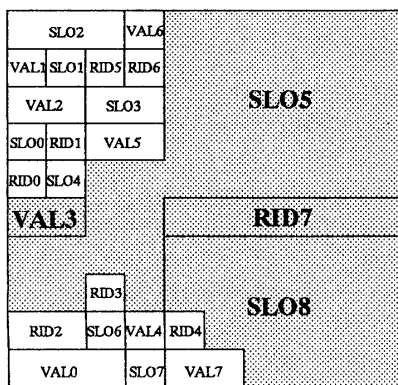 SLO2 VAL6
VAL1 SLO1 RID5 RID6
VAL2 SLO3 SLO5
SLO0 RID1 VAL5
RID0 SLO4
VAL3 RID7
RID3 SLO8
RID2 SLO6 VAL4 RID4
VAL0 SLO7 VAL7